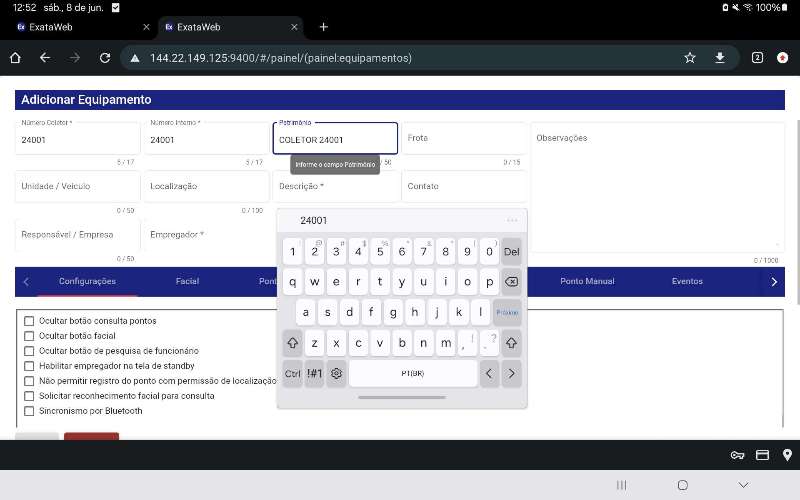 12:52 sáb., 8 de jun. 100%
ExataWeb
ExataWeb
144.22.149.125:9400/#/painel/(painel:equipamentos) 2
Adicionar Equipamento
Número Coletor * Número Interno * Patrimônio
24001 24001 COLETOR 24001 Frota Observações
5 / 17 5 / 17 Informe o campo Patrimônio / 50 0 / 15
Unidade / Veículo Localização Descrição * Contato
0 / 50 0 / 100
24001 ...
Responsável / Empresa Empregador *
0 / 50 0 / 1000
Configurações Facial Pont Ponto Manual Eventos
1 2 3 4 5 6 7 8 9 0 Del
q w e r t y u i o p
a s d f g h j k l Próximo
z x c v b n m , ! . ?
Ctrl !#1 PT(BR) < >
Ocultar botão consulta pontos
Ocultar botão facial
Ocultar botão de pesquisa de funcionário
Habilitar empregador na tela de standby
Não permitir registro do ponto com permissão de localização
Solicitar reconhecimento facial para consulta
Sincronismo por Bluetooth